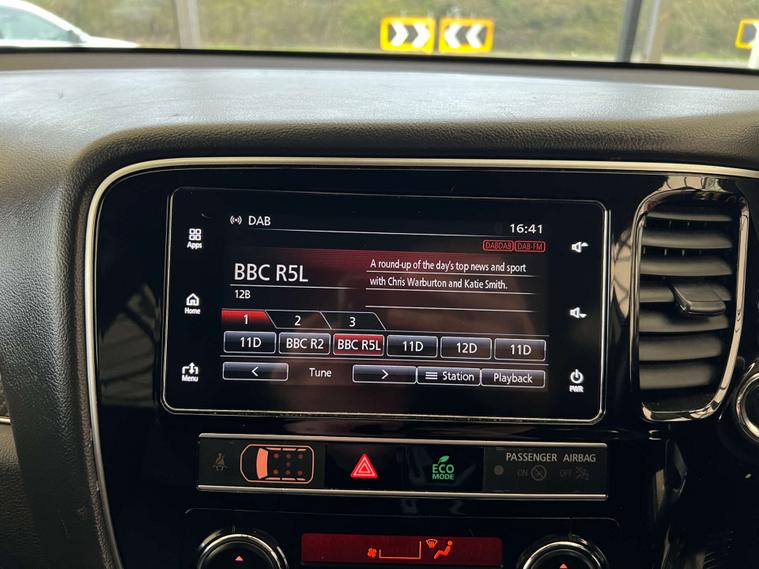 DAB
16:41
DABDAB DAB-FM
Apps
BBC R5L
A round-up of the day's top news and sport
with Chris Warburton and Katie Smith.
12B
Home
1 2 3
11D BBC R2 BBC R5L 11D 12D 11D
Menu
< Tune > Station Playback
PWR
ECO
MODE
PASSENGER AIRBAG
ON OFF